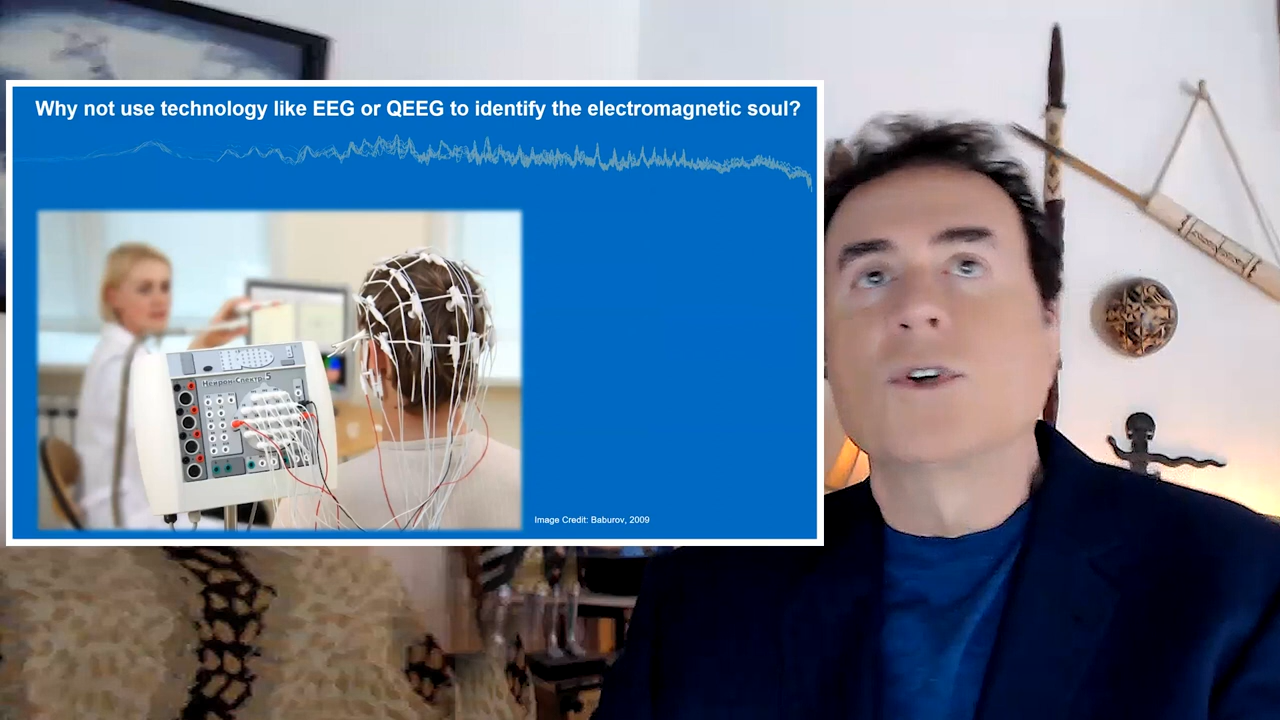 Why not use technology like EEG or QEEG to identify the electromagnetic soul?
Нейрон-Спектр 5
Image Credit: Baburov, 2009